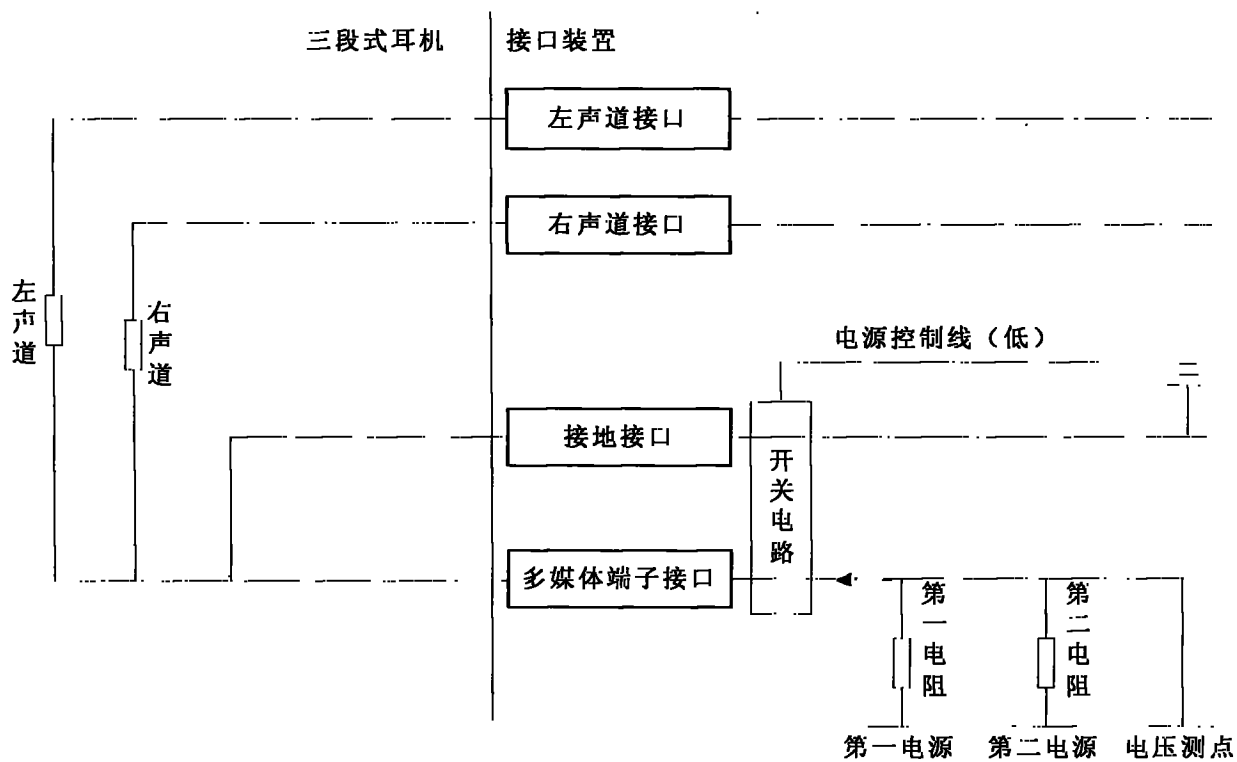 三段式耳机
接口装置
左声道接口
右声道接口
左声道
右声道
电源控制线（低）
接地接口
开关电路
多媒体端子接口
第一电阻
第二电阻
第一电源
第二电源
电压测点